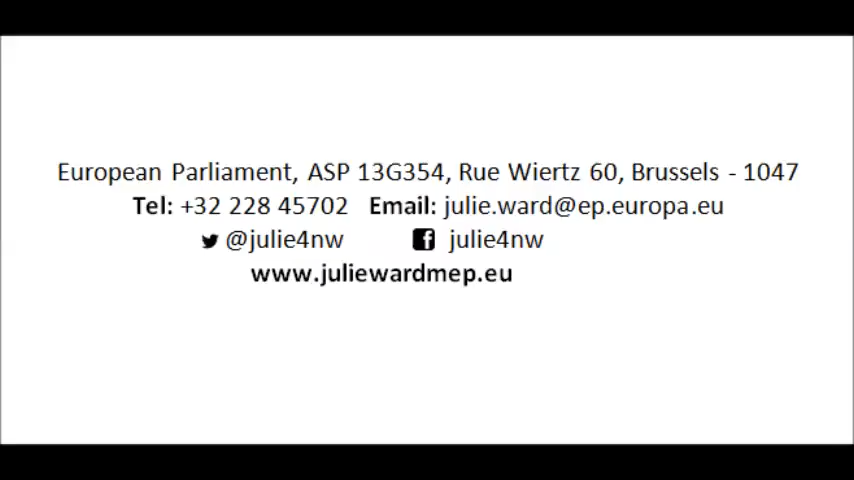 European Parliament, ASP 13G354, Rue Wiertz 60, Brussels - 1047
Tel: +32 228 45702 Email: julie.ward@ep.europa.eu
@julie4nw julie4nw
www.juliewardmep.eu